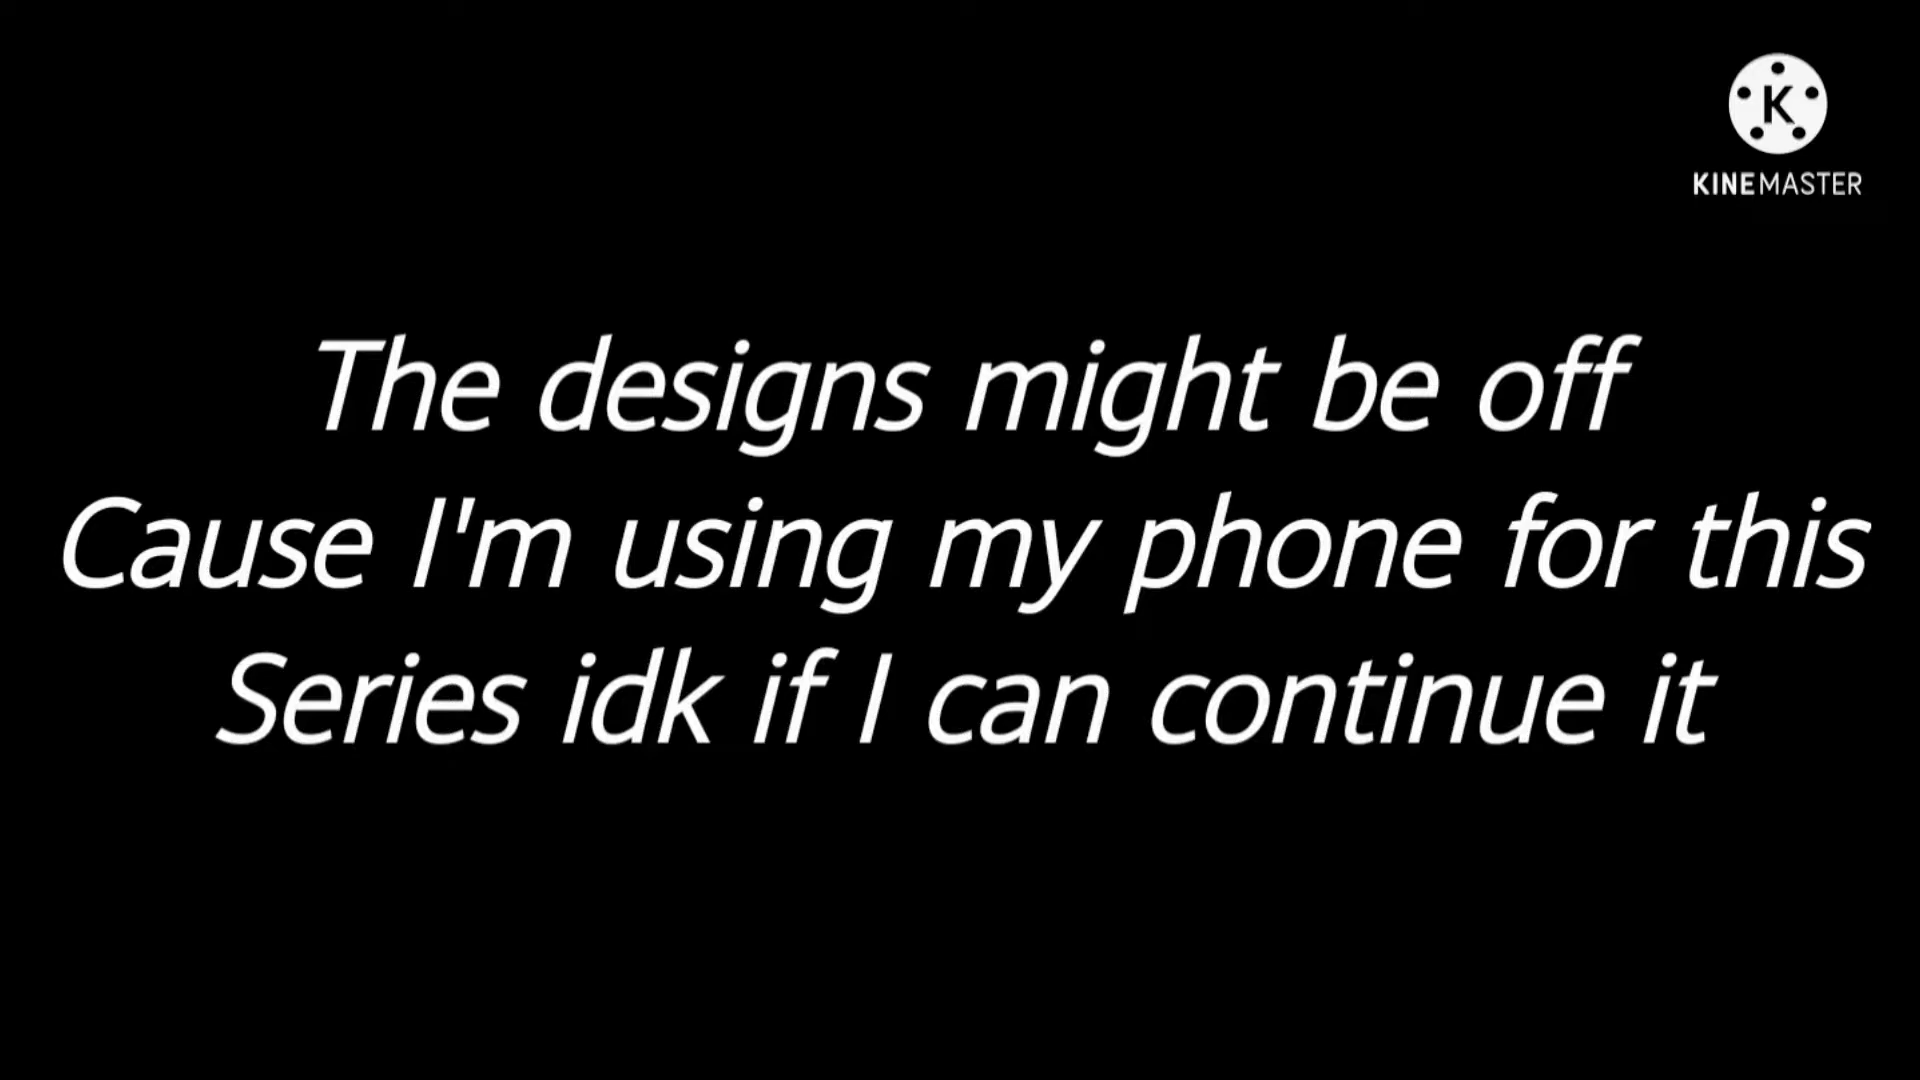 K
KINEMASTER
The designs might be off
Cause I'm using my phone for this
Series idk if I can continue it